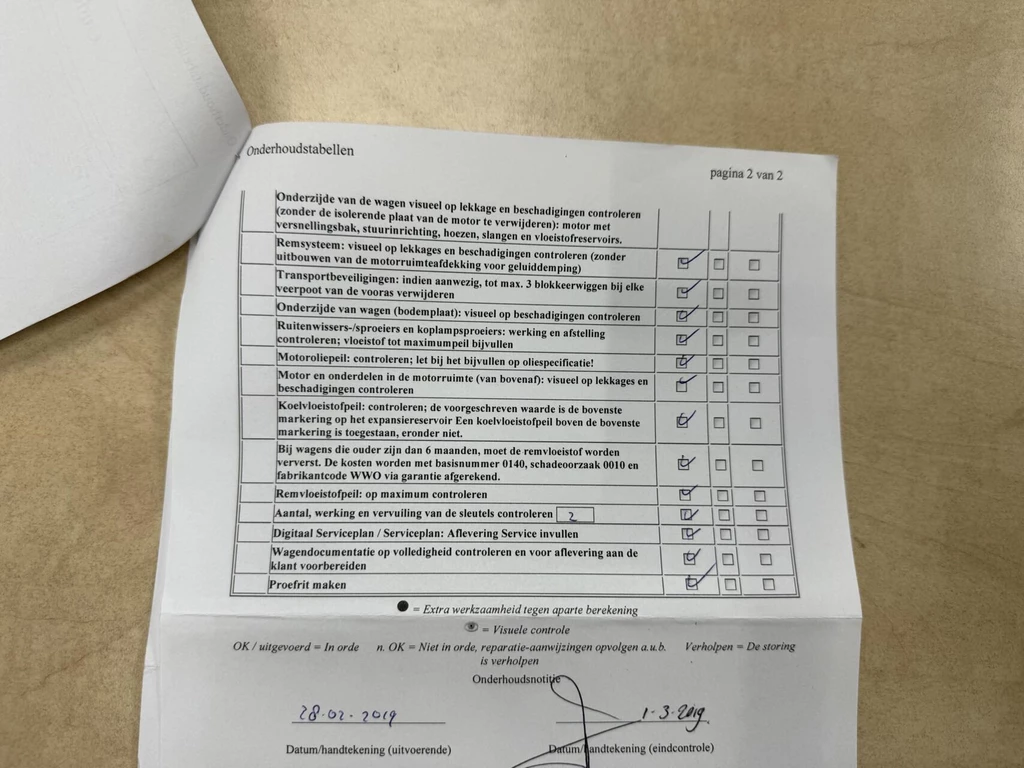 Onderhoudstabellen
pagina 2 van 2
Onderzijde van de wagen visueel op lekkage en beschadigingen controleren
(zonder de isolerende plaat van de motor te verwijderen): motor met
versnellingsbak, stuurinrichting, hoezen, slangen en vloeistofreservoirs.
Remsysteem: visueel op lekkages en beschadigingen controleren (zonder
uitbouwen van de motorruimteafdekking voor geluiddemping)
Transportbeveiligingen: indien aanwezig, tot max. 3 blokkeerwiggen bij elke
veerpoot van de vooras verwijderen
Onderzijde van wagen (bodemplaat): visueel op beschadigingen controleren
Ruitenwissers-/sproeiers en koplampsproeiers: werking en afstelling
controleren; vloeistof tot maximumpeil bijvullen
Motoroliepeil: controleren; let bij het bijvullen op oliespecificatie!
Motor en onderdelen in de motorruimte (van bovenaf): visueel op lekkages en
beschadigingen controleren
Koelvloeistofpeil: controleren; de voorgeschreven waarde is de bovenste
markering op het expansiereservoir Een koelvloeistofpeil boven de bovenste
markering is toegestaan, eronder niet.
Bij wagens die ouder zijn dan 6 maanden, moet de remvloeistof worden
ververst. De kosten worden met basisnummer 0140, schadeoorzaak 0010 en
fabrikantcode WWO via garantie afgerekend.
Remvloeistofpeil: op maximum controleren
Aantal, werking en vervuiling van de sleutels controleren 2
Digitaal Serviceplan / Serviceplan: Aflevering Service invullen
Wagendocumentatie op volledigheid controleren en voor aflevering aan de
klant voorbereiden
Proefrit maken
= Extra werkzaamheid tegen aparte berekening
= Visuele controle
OK / uitgevoerd = In orde n. OK = Niet in orde, reparatie-aanwijzingen opvolgen a.u.b. Verholpen = De storing
is verholpen
Onderhoudsnotitie
28-02-2019 1-3-2019
Datum/handtekening (uitvoerende) Datum/handtekening (eindcontrole)